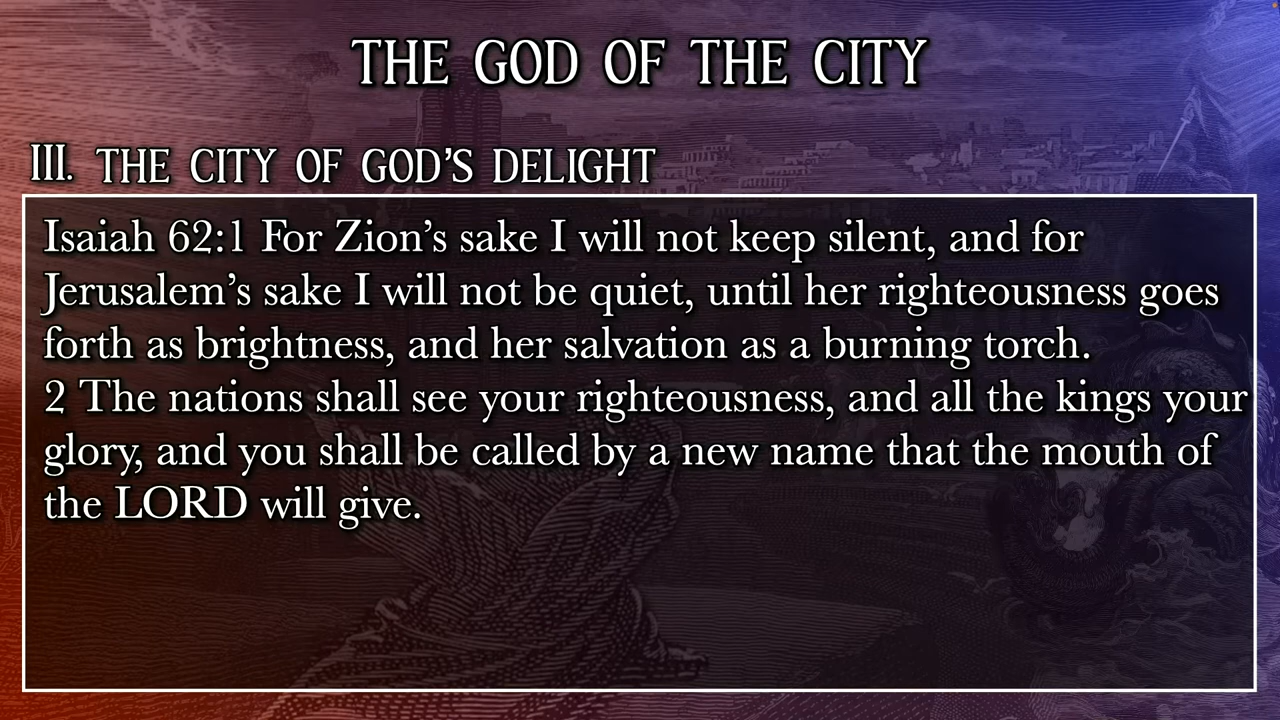 THE GOD OF THE CITY
III. THE CITY OF GOD'S DELIGHT
Isaiah 62:1 For Zion’s sake I will not keep silent, and for
Jerusalem’s sake I will not be quiet, until her righteousness goes
forth as brightness, and her salvation as a burning torch.
2 The nations shall see your righteousness, and all the kings your
glory, and you shall be called by a new name that the mouth of
the LORD will give.